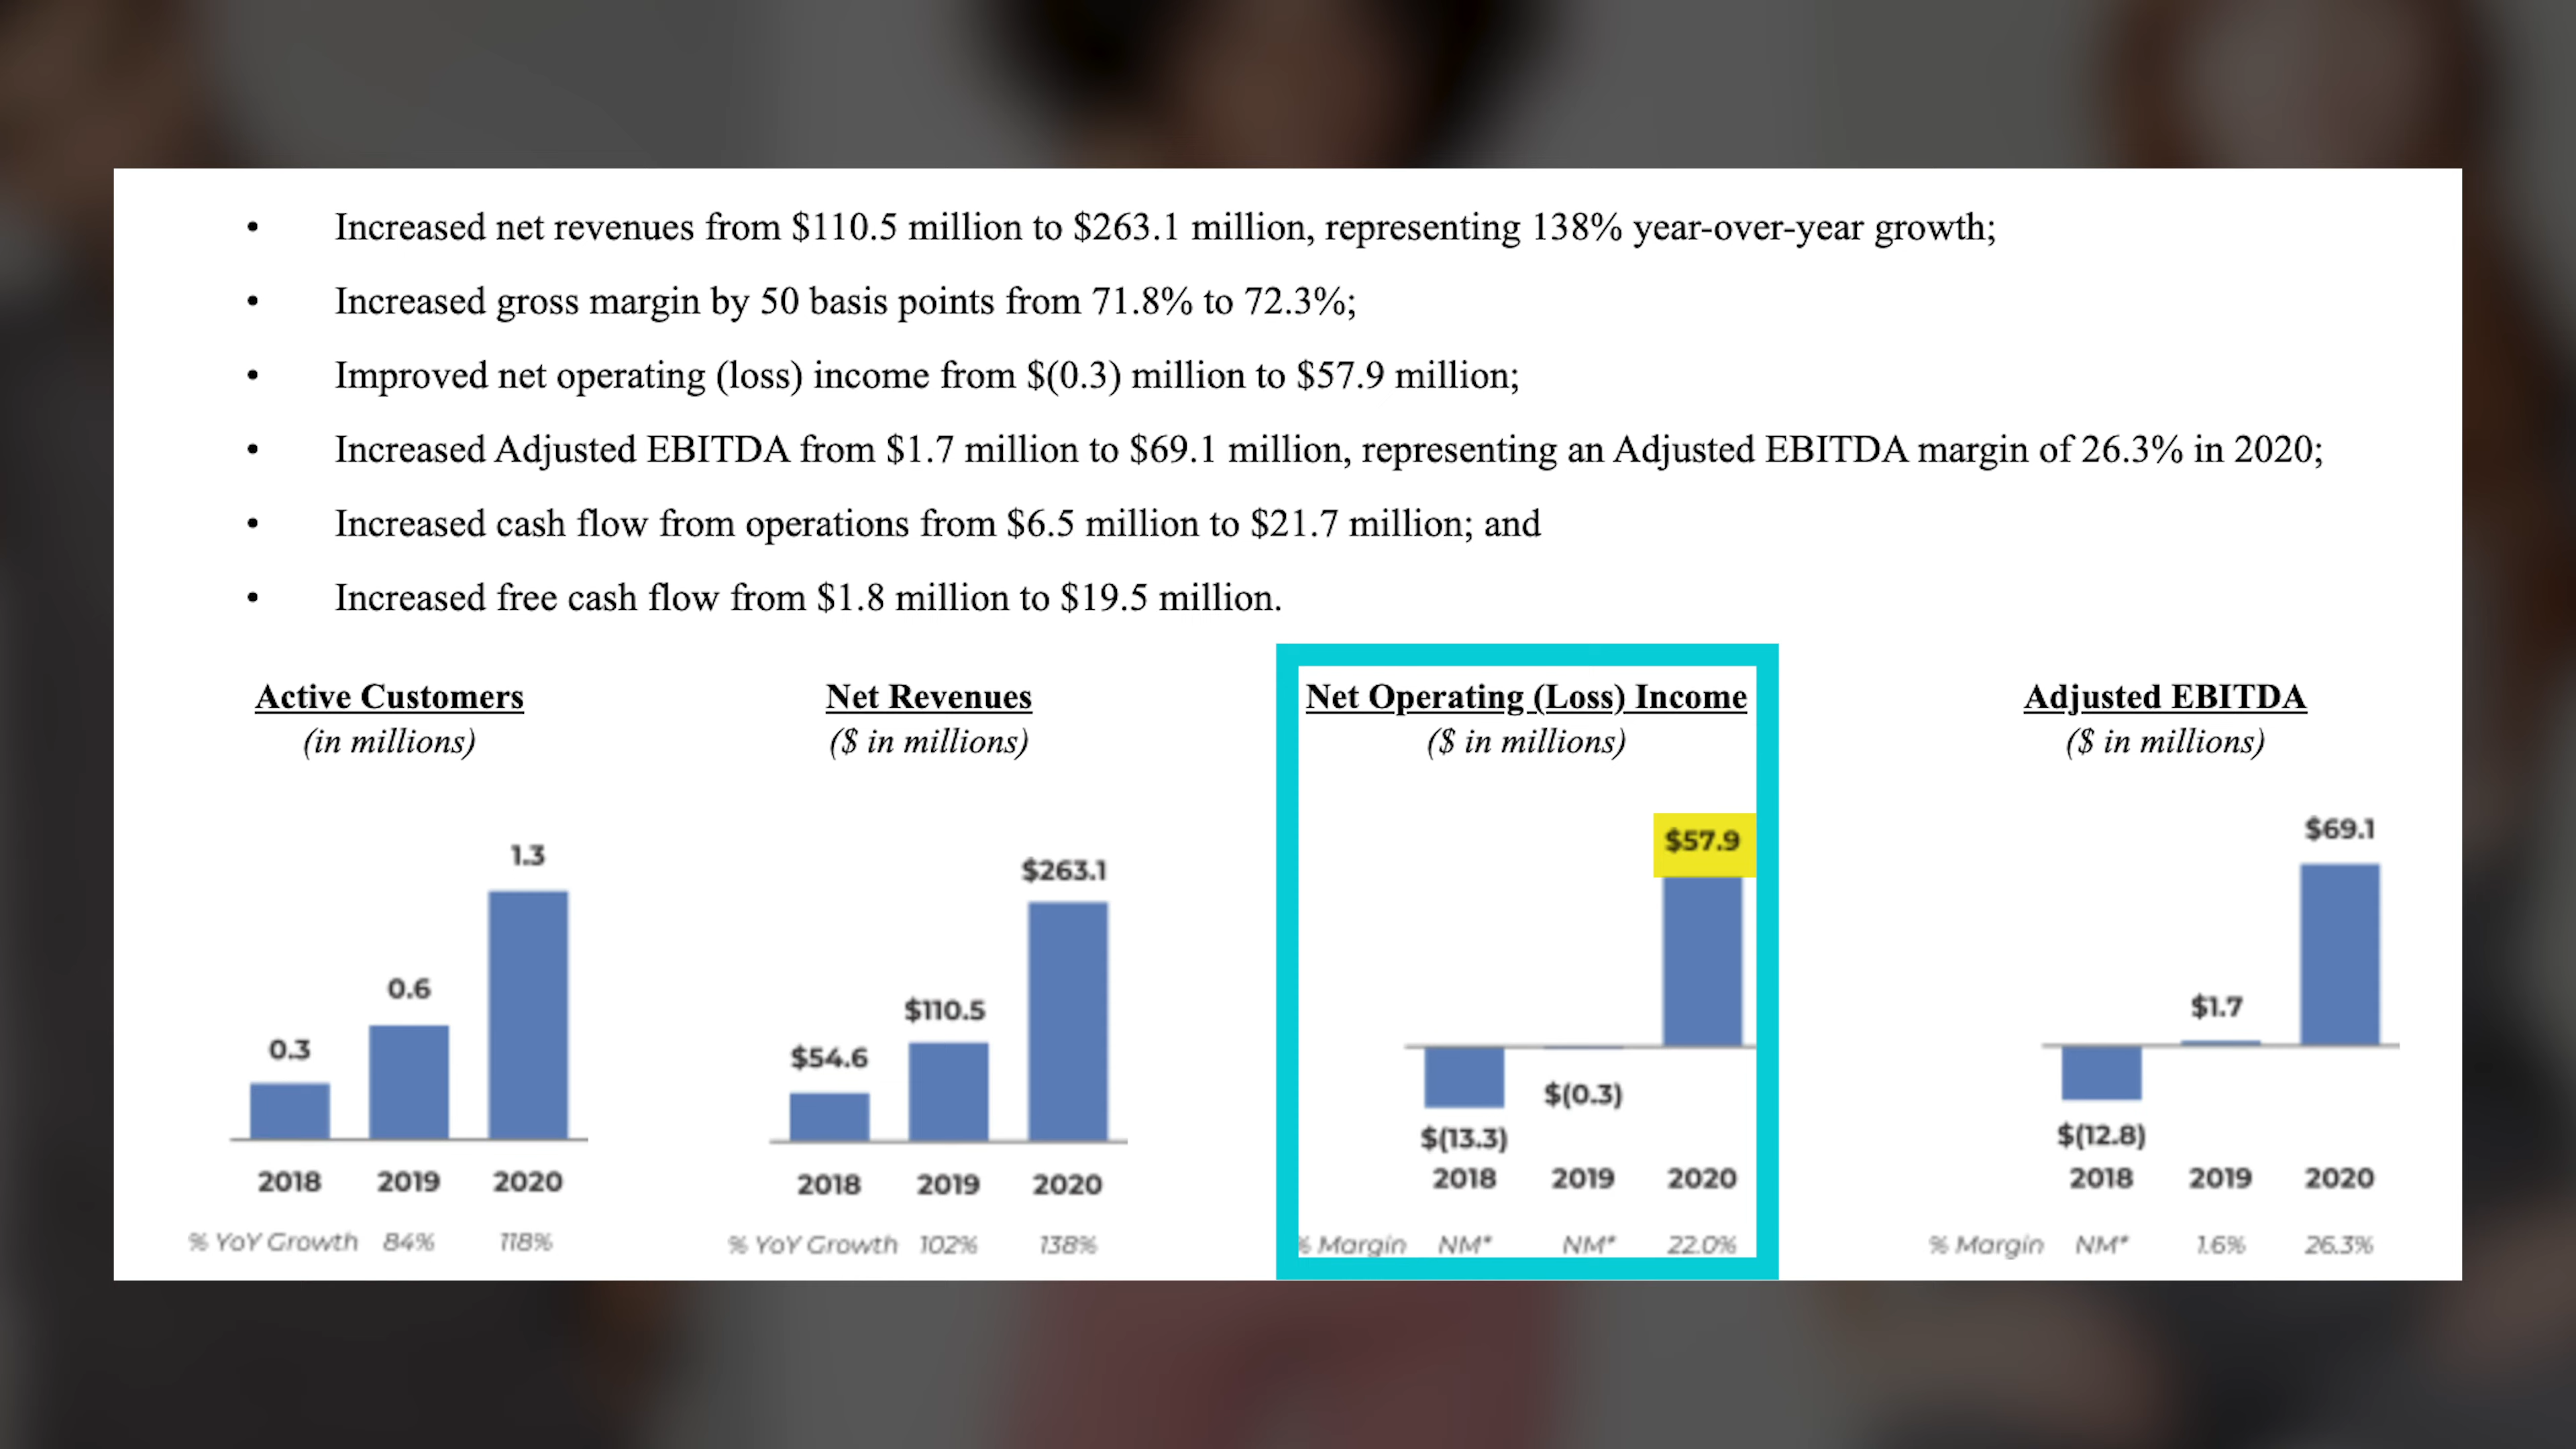 • Increased net revenues from $110.5 million to $263.1 million, representing 138% year-over-year growth;
• Increased gross margin by 50 basis points from 71.8% to 72.3%;
• Improved net operating (loss) income from $(0.3) million to $57.9 million;
• Increased Adjusted EBITDA from $1.7 million to $69.1 million, representing an Adjusted EBITDA margin of 26.3% in 2020;
• Increased cash flow from operations from $6.5 million to $21.7 million; and
• Increased free cash flow from $1.8 million to $19.5 million.
Active Customers
(in millions)
1.3
0.6
0.3
2018 2019 2020
% YoY Growth 84% 118%
Net Revenues
($ in millions)
$263.1
$110.5
$54.6
2018 2019 2020
% YoY Growth 102% 138%
Net Operating (Loss) Income
($ in millions)
$57.9
$(0.3)
$(13.3)
2018 2019 2020
% Margin NM* NM* 22.0%
Adjusted EBITDA
($ in millions)
$69.1
$1.7
$(12.8)
2018 2019 2020
% Margin NM* 1.6% 26.3%